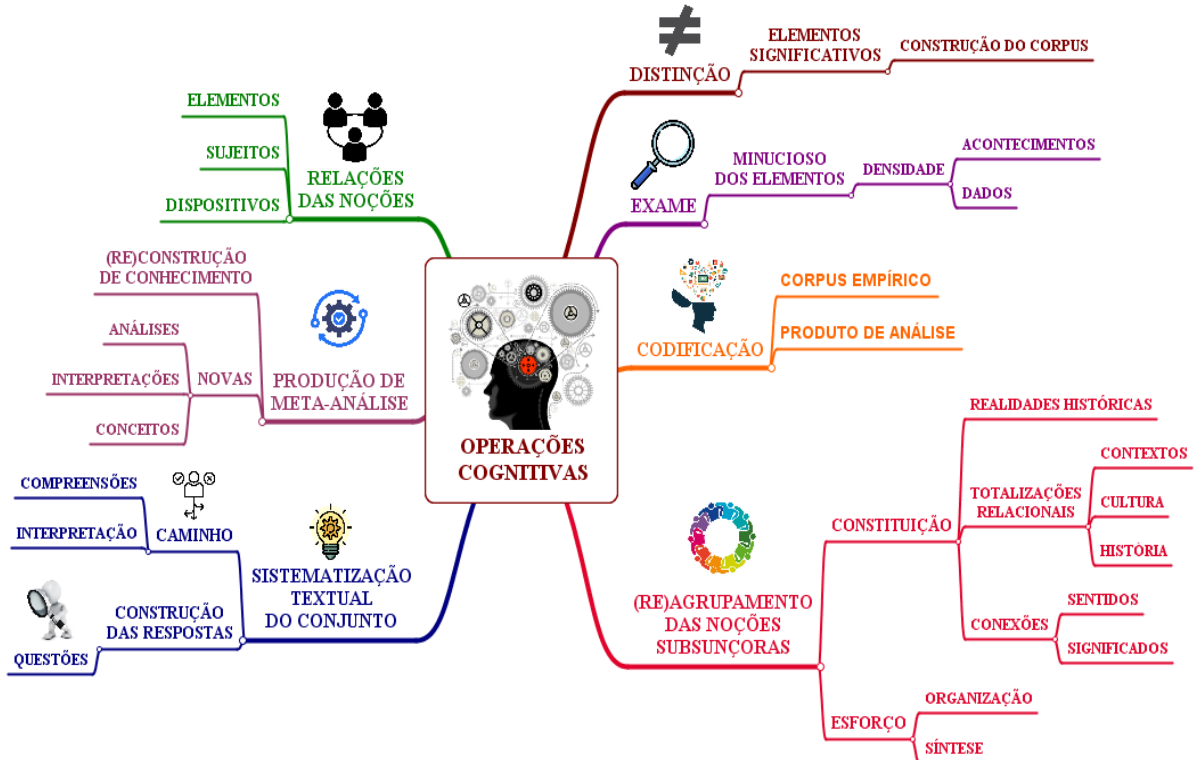 OPERAÇÕES
COGNITIVAS
DISTINÇÃO
ELEMENTOS
SIGNIFICATIVOS
CONSTRUÇÃO DO CORPUS
EXAME
MINUCIOSO
DOS ELEMENTOS
DENSIDADE
ACONTECIMENTOS
DADOS
CODIFICAÇÃO
CORPUS EMPÍRICO
PRODUTO DE ANÁLISE
(RE)AGRUPAMENTO
DAS NOÇÕES
SUBSUNÇORAS
CONSTITUIÇÃO
REALIDADES HISTÓRICAS
TOTALIZAÇÕES
RELACIONAIS
CONTEXTOS
CULTURA
HISTÓRIA
CONEXÕES
SENTIDOS
SIGNIFICADOS
ESFORÇO
ORGANIZAÇÃO
SÍNTESE
RELAÇÕES
DAS NOÇÕES
ELEMENTOS
SUJEITOS
DISPOSITIVOS
PRODUÇÃO DE
META-ANÁLISE
(RE)CONSTRUÇÃO
DE CONHECIMENTO
NOVAS
ANÁLISES
INTERPRETAÇÕES
CONCEITOS
SISTEMATIZAÇÃO
TEXTUAL
DO CONJUNTO
CAMINHO
COMPREENSÕES
INTERPRETAÇÃO
CONSTRUÇÃO
DAS RESPOSTAS
QUESTÕES